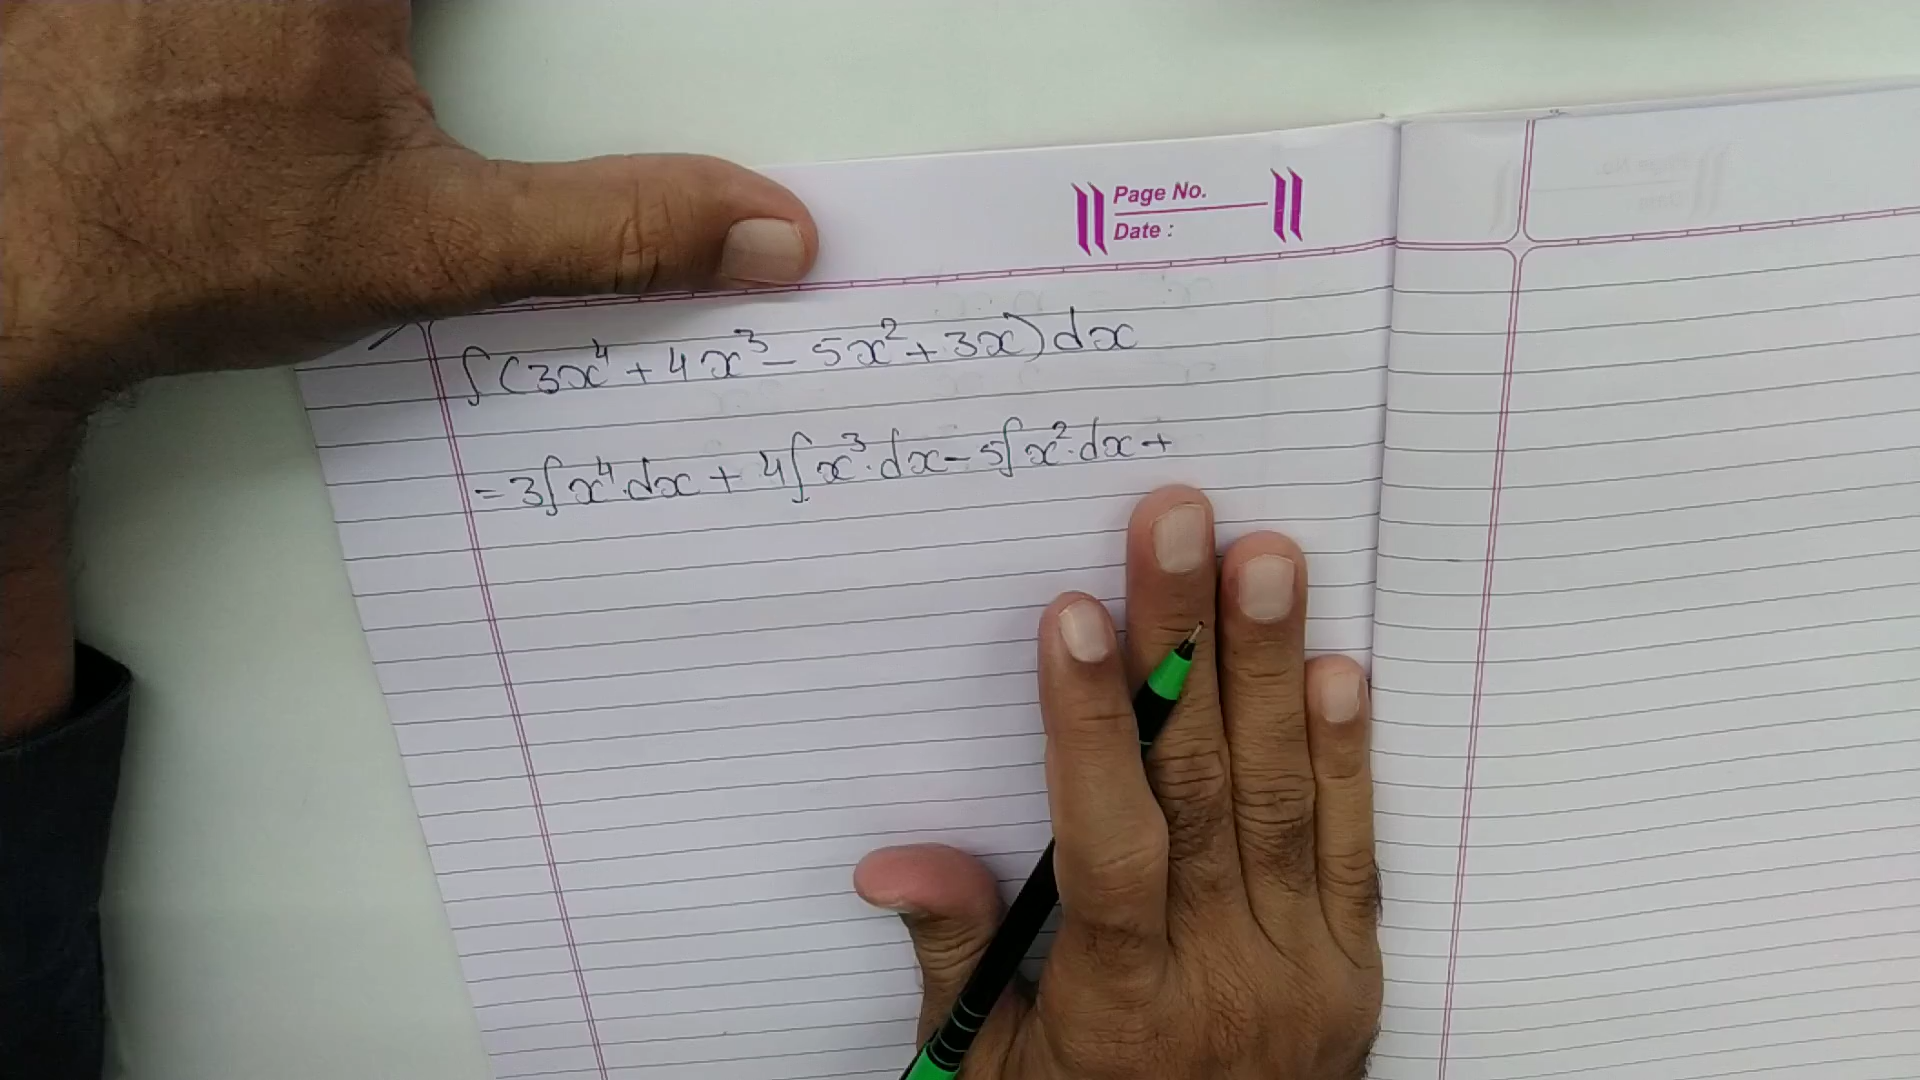 Page No.
Date :
∫(3x⁴ + 4x³ - 5x² + 3x) dx
= 3∫x⁴.dx + 4∫x³.dx - 5∫x².dx +